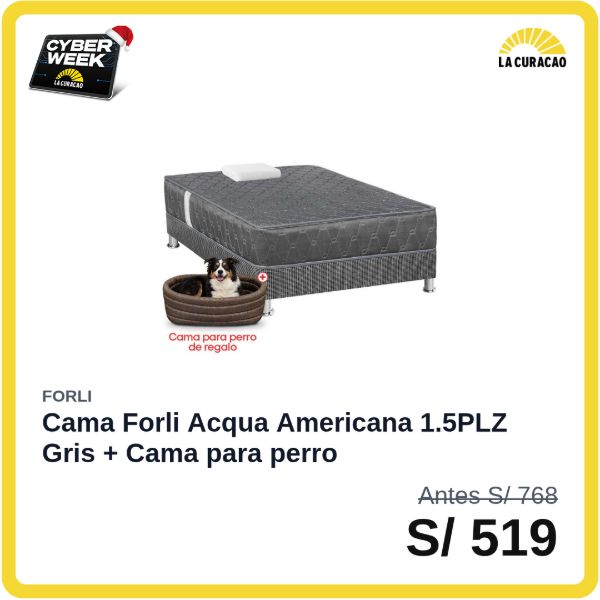 CYBER
WEEK
LA CURACAO
LA CURACAO
Cama para perro
de regalo
FORLI
Cama Forli Acqua Americana 1.5PLZ
Gris + Cama para perro
Antes S/ 768
S/ 519